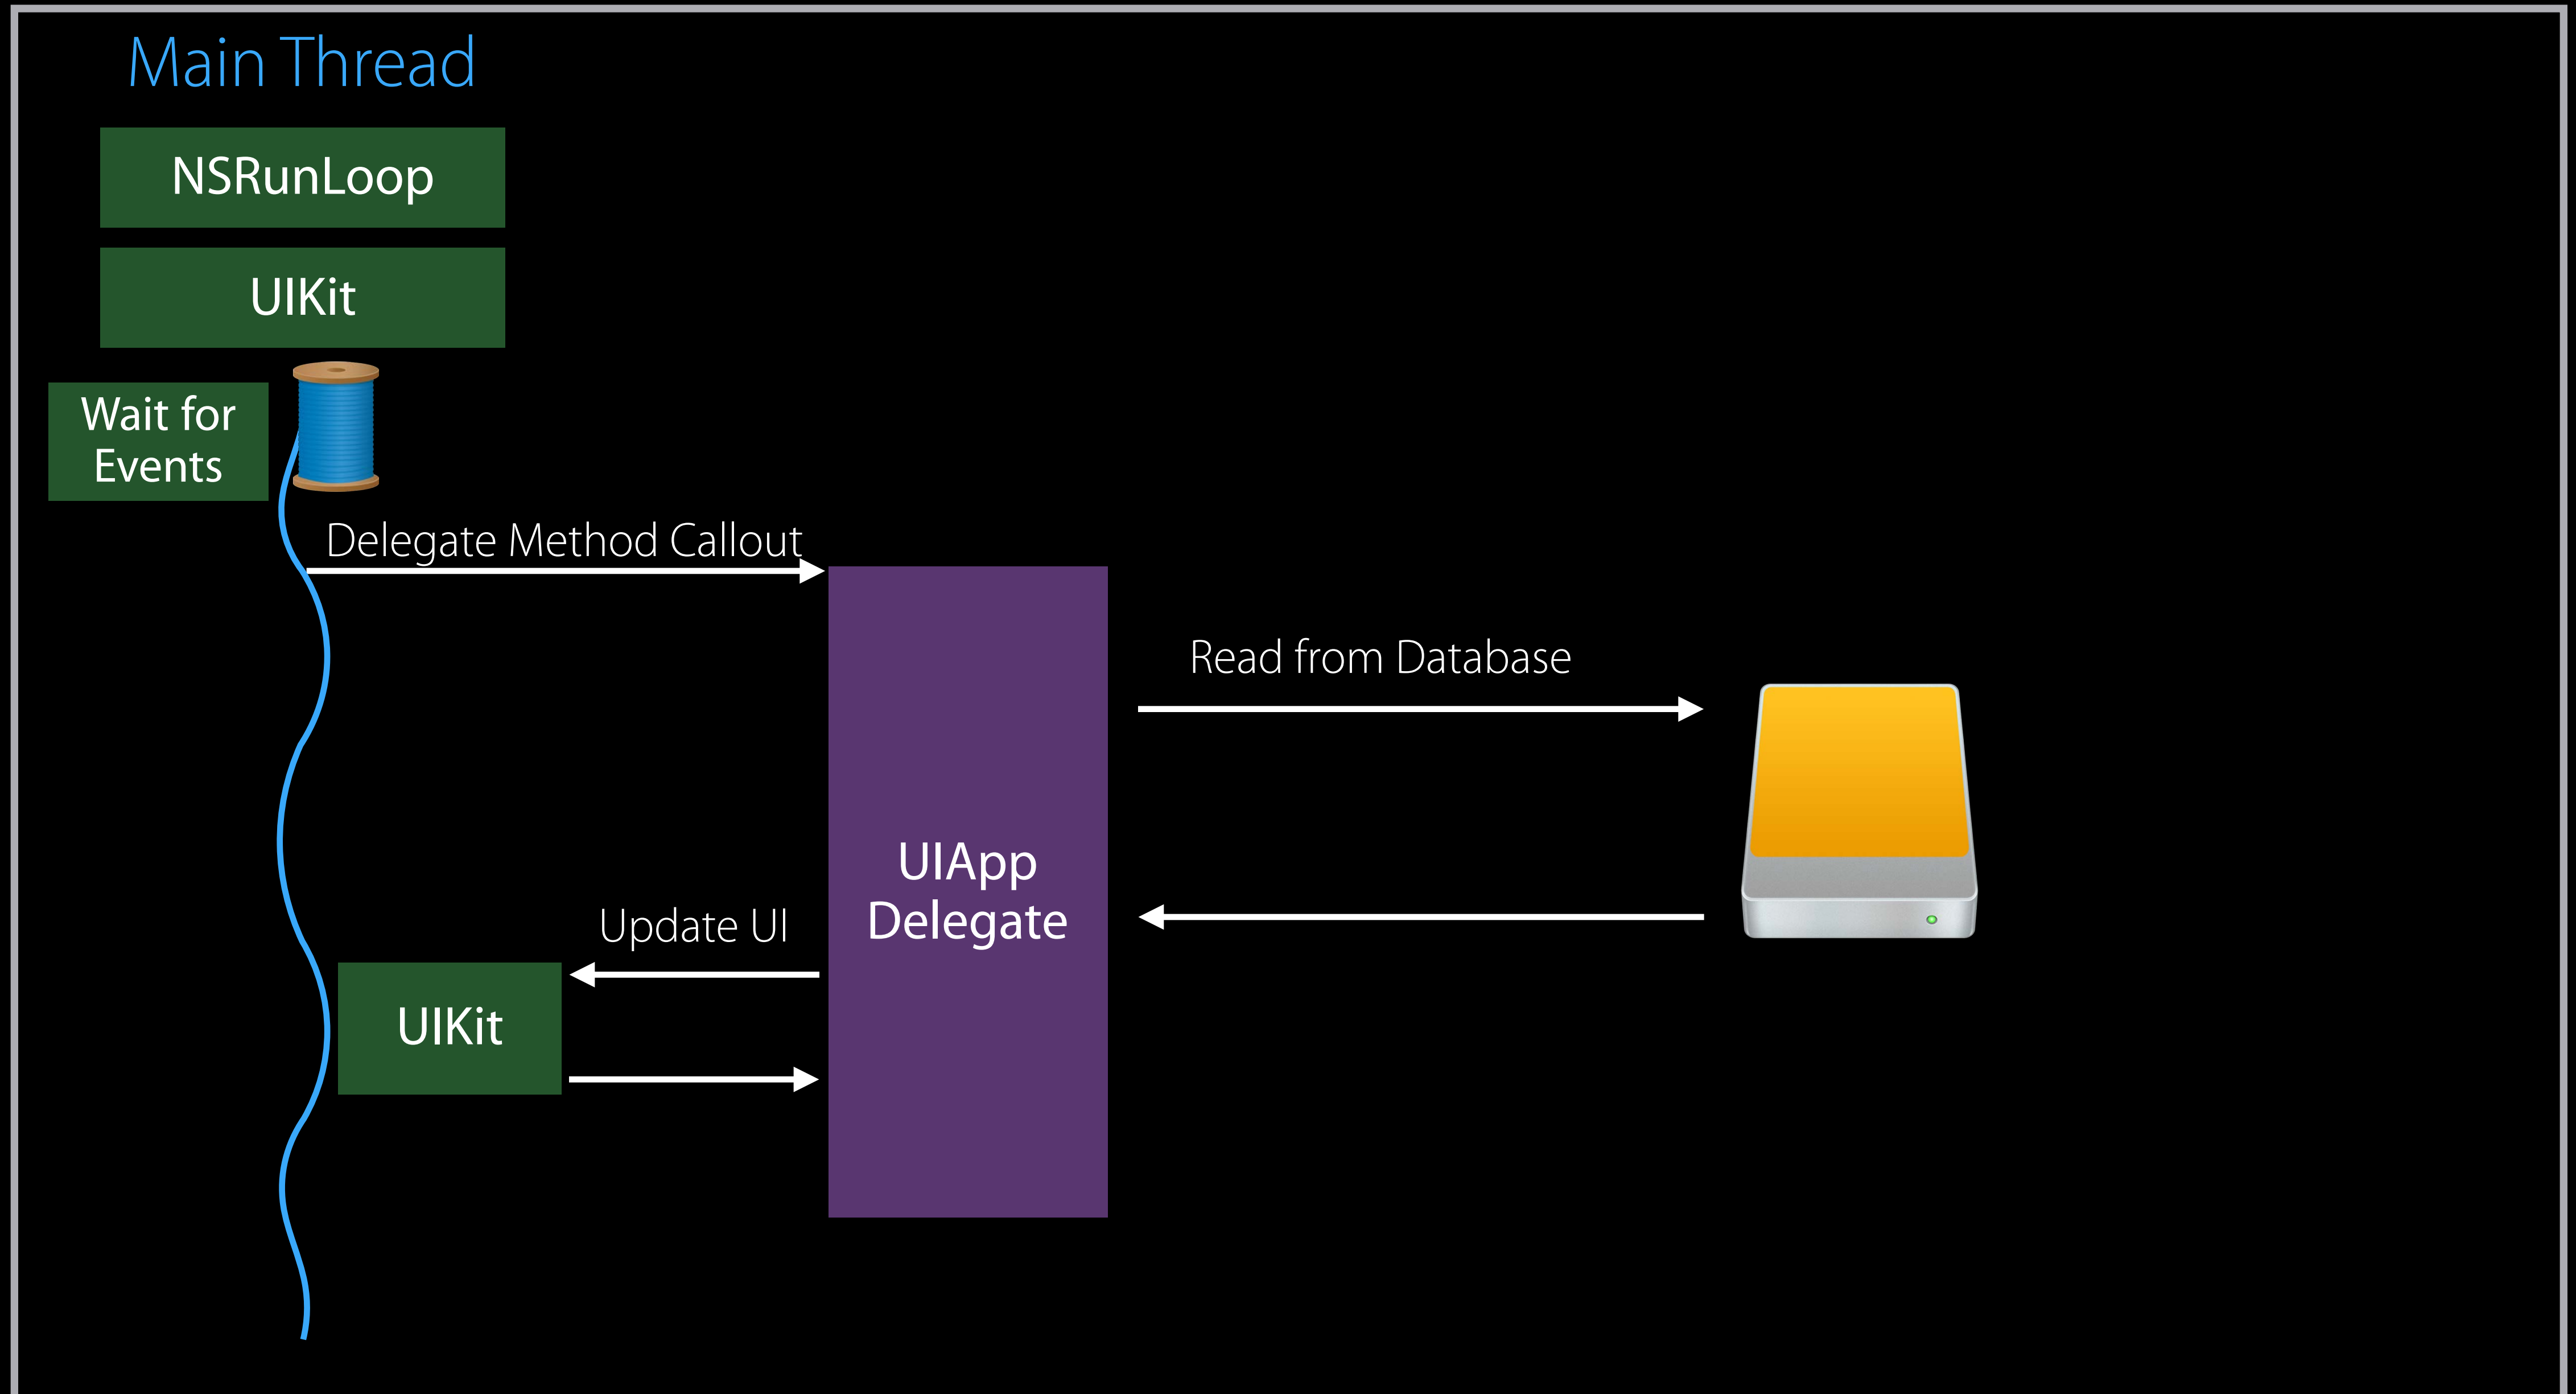 Main Thread
NSRunLoop
UIKit
Wait for
Events
Delegate Method Callout
Read from Database
UIApp
Delegate
Update UI
UIKit